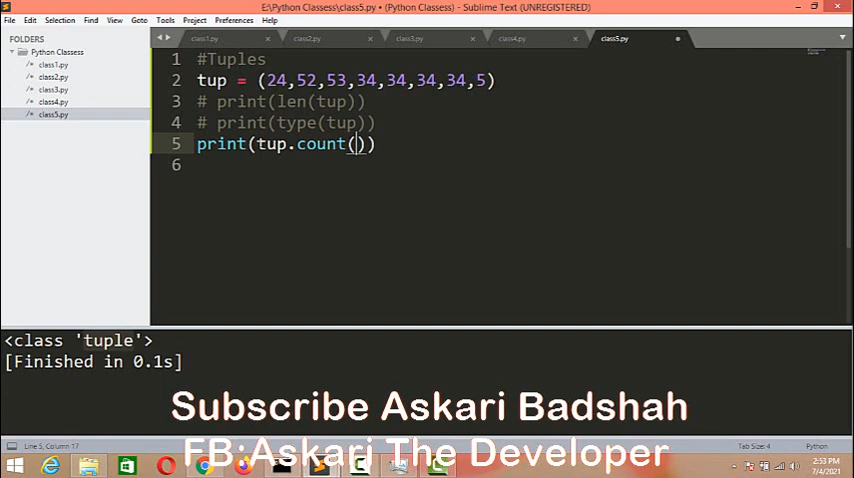 E:\Python Classess\class5.py • (Python Classess) - Sublime Text (UNREGISTERED)
File Edit Selection Find View Goto Tools Project Preferences Help
FOLDERS
Python Classess
class1.py
class2.py
class3.py
class4.py
class5.py
class1.py × class2.py × class3.py × class4.py × class5.py
1 #Tuples
2 tup = (24,52,53,34,34,34,34,5)
3 # print(len(tup))
4 # print(type(tup))
5 print(tup.count())
6
<class 'tuple'>
[Finished in 0.1s]
Subscribe Askari Badshah
Line 5, Column 17 Tab Size: 4 Python
FB:Askari The Developer
2:53 PM
7/4/2021